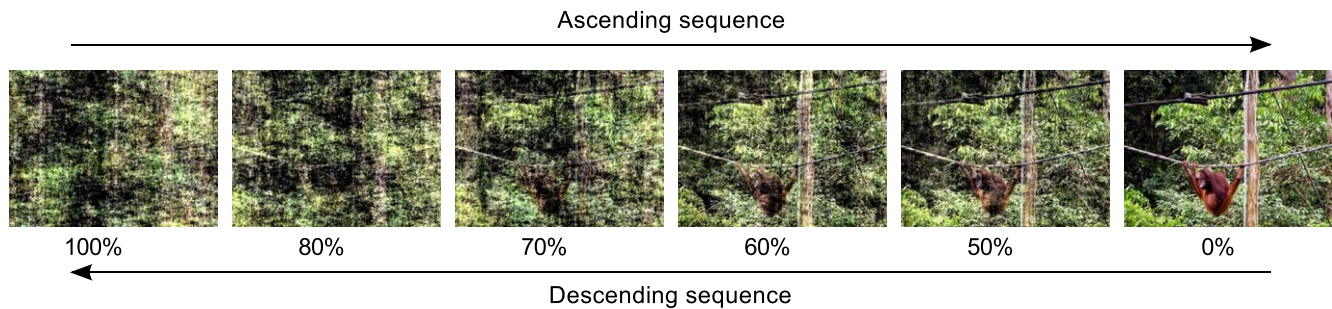 Ascending sequence
100% 80% 70% 60% 50% 0%
Descending sequence